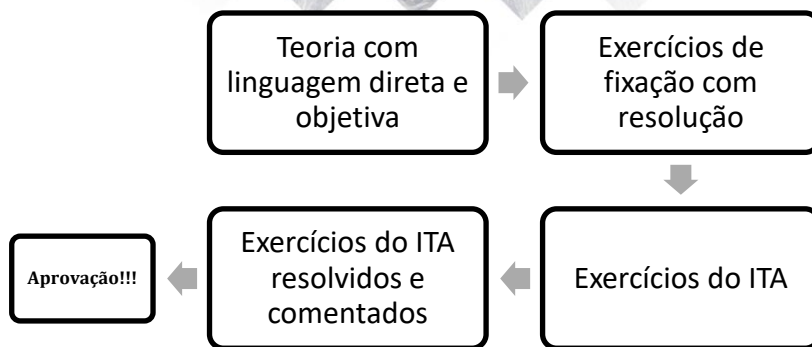 Teoria com
linguagem direta e
objetiva
Exercícios de
fixação com
resolução
Exercícios do ITA
Exercícios do ITA
resolvidos e
comentados
Aprovação!!!